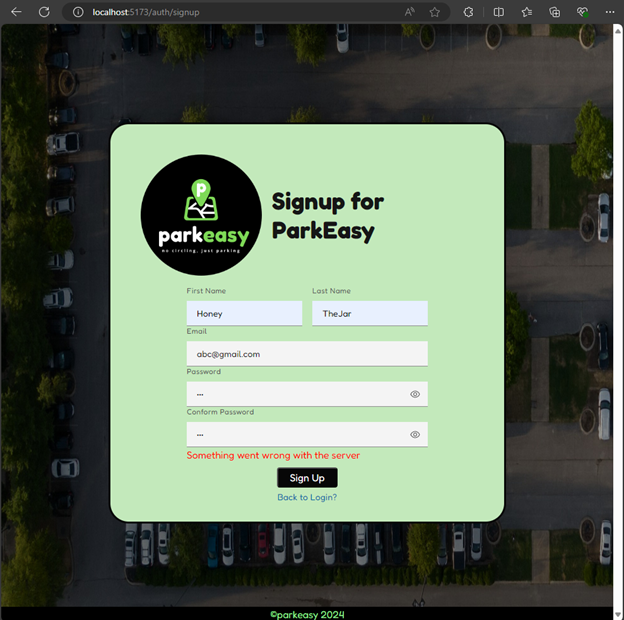 localhost:5173/auth/signup
P
parkeasy
no circling, just parking
Signup for
ParkEasy
First Name Last Name
Honey TheJar
Email
abc@gmail.com
Password
Conform Password
Something went wrong with the server
Sign Up
Back to Login?
©parkeasy 2024